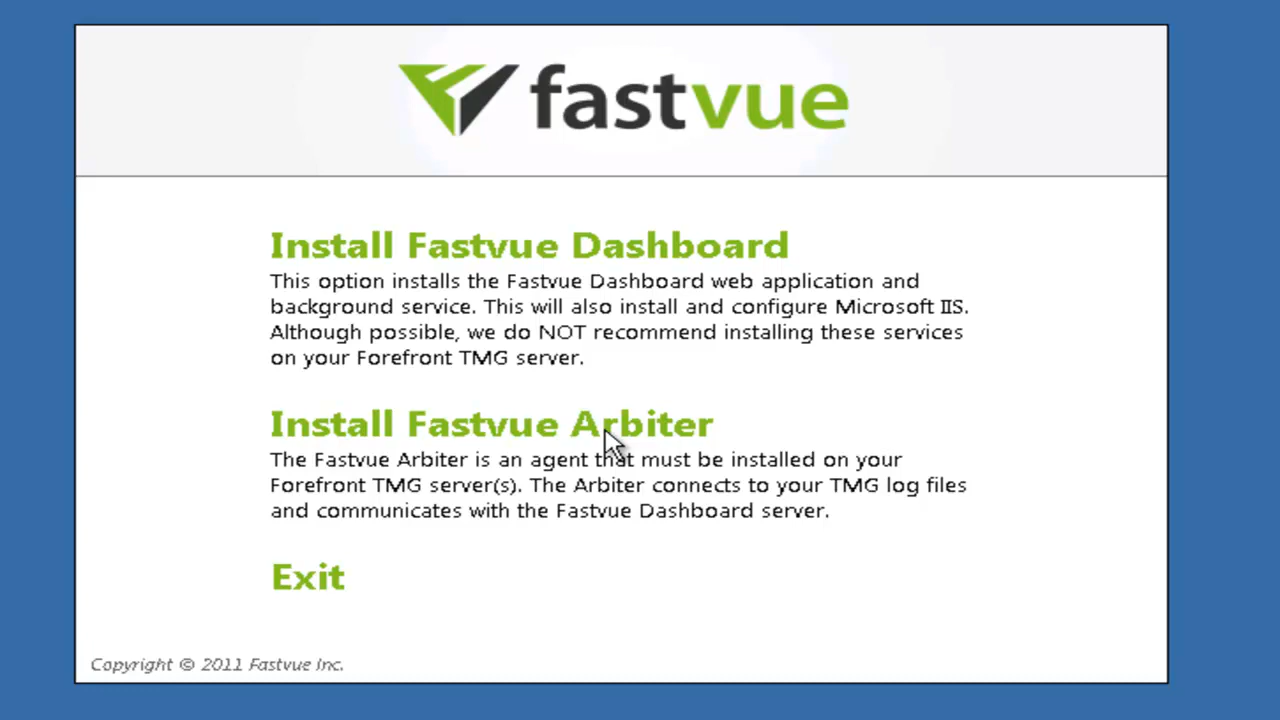 fastvue
Install Fastvue Dashboard
This option installs the Fastvue Dashboard web application and
background service. This will also install and configure Microsoft IIS.
Although possible, we do NOT recommend installing these services
on your Forefront TMG server.
Install Fastvue Arbiter
The Fastvue Arbiter is an agent that must be installed on your
Forefront TMG server(s). The Arbiter connects to your TMG log files
and communicates with the Fastvue Dashboard server.
Exit
Copyright © 2011 Fastvue Inc.